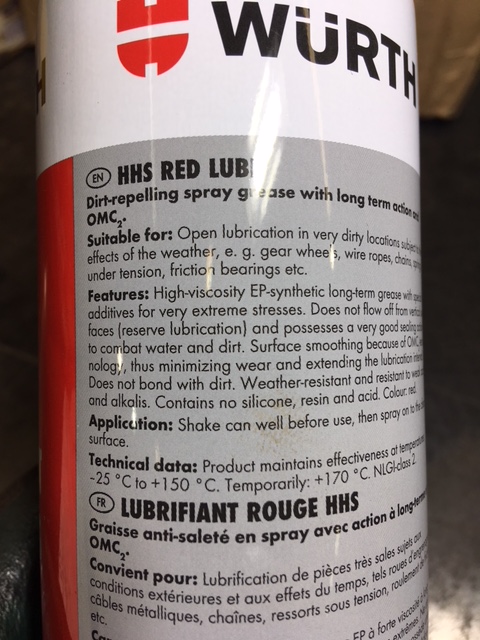 WÜRTH
H
EN HHS RED LUBE
Dirt-repelling spray grease with long term action and
OMC₂.
Suitable for: Open lubrication in very dirty locations subject
effects of the weather, e. g. gear wheels, wire ropes, chains,
under tension, friction bearings etc.
Features: High-viscosity EP-synthetic long-term grease with
additives for very extreme stresses. Does not flow off from
faces (reserve lubrication) and possesses a very good sealing
to combat water and dirt. Surface smoothing because of OMC₂
nology, thus minimizing wear and extending the lubrication
Does not bond with dirt. Weather-resistant and resistant to
and alkalis. Contains no silicone, resin and acid. Colour: red.
Application: Shake can well before use, then spray on to the
surface.
Technical data: Product maintains effectiveness at
-25 °C to +150 °C. Temporarily: +170 °C. NLGI-class 2
FR LUBRIFIANT ROUGE HHS
Graisse anti-saleté en spray avec action à long-
OMC₂.
Convient pour: Lubrification de pièces très sales sujets aux
conditions extérieures et aux effets du temps, tels roues
câbles métalliques, chaînes, ressorts sous tension,
etc.
EP à forte